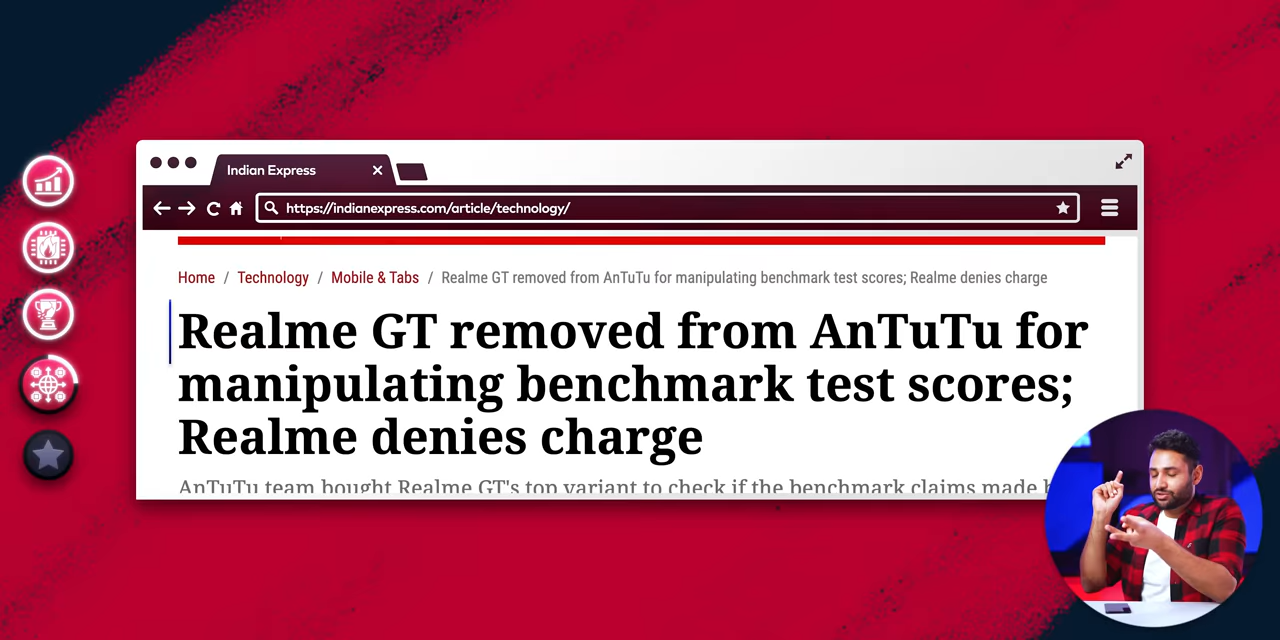 Indian Express
https://indianexpress.com/article/technology/
Home / Technology / Mobile & Tabs / Realme GT removed from AnTuTu for manipulating benchmark test scores; Realme denies charge
Realme GT removed from AnTuTu for
manipulating benchmark test scores;
Realme denies charge
AnTuTu team bought Realme GT's top variant to check if the benchmark claims made